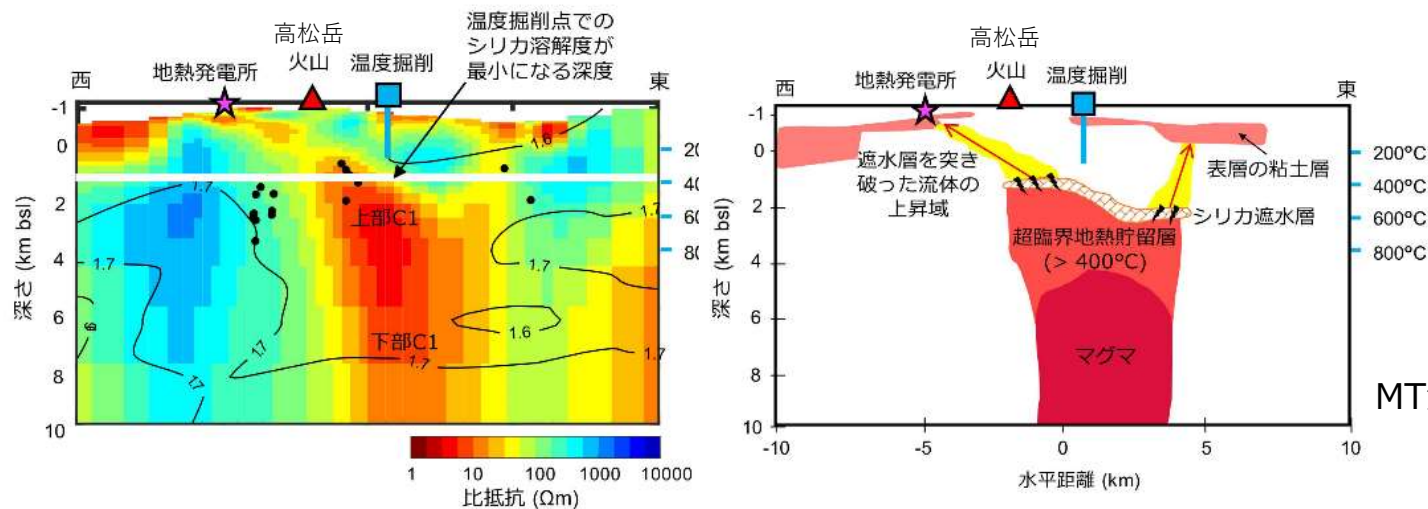 高松岳
火山
地熱発電所
温度掘削
温度掘削点での
シリカ溶解度が
最小になる深度
西
東
-1
0
2
4
6
8
10
深さ (km bsl)
1.6
1.7
1.7
1.7
1.6
1.7
1.7
1.7
上部C1
下部C1
20
40
60
80
1
10
100
1000
10000
比抵抗 (Ωm)
高松岳
火山
地熱発電所
温度掘削
西
東
-1
0
2
4
6
8
10
深さ (km bsl)
遮水層を突き
破った流体の
上昇域
表層の粘土層
シリカ遮水層
超臨界地熱貯留層
(> 400°C)
マグマ
200°C
400°C
600°C
800°C
-10
-5
0
5
10
水平距離 (km)
MT